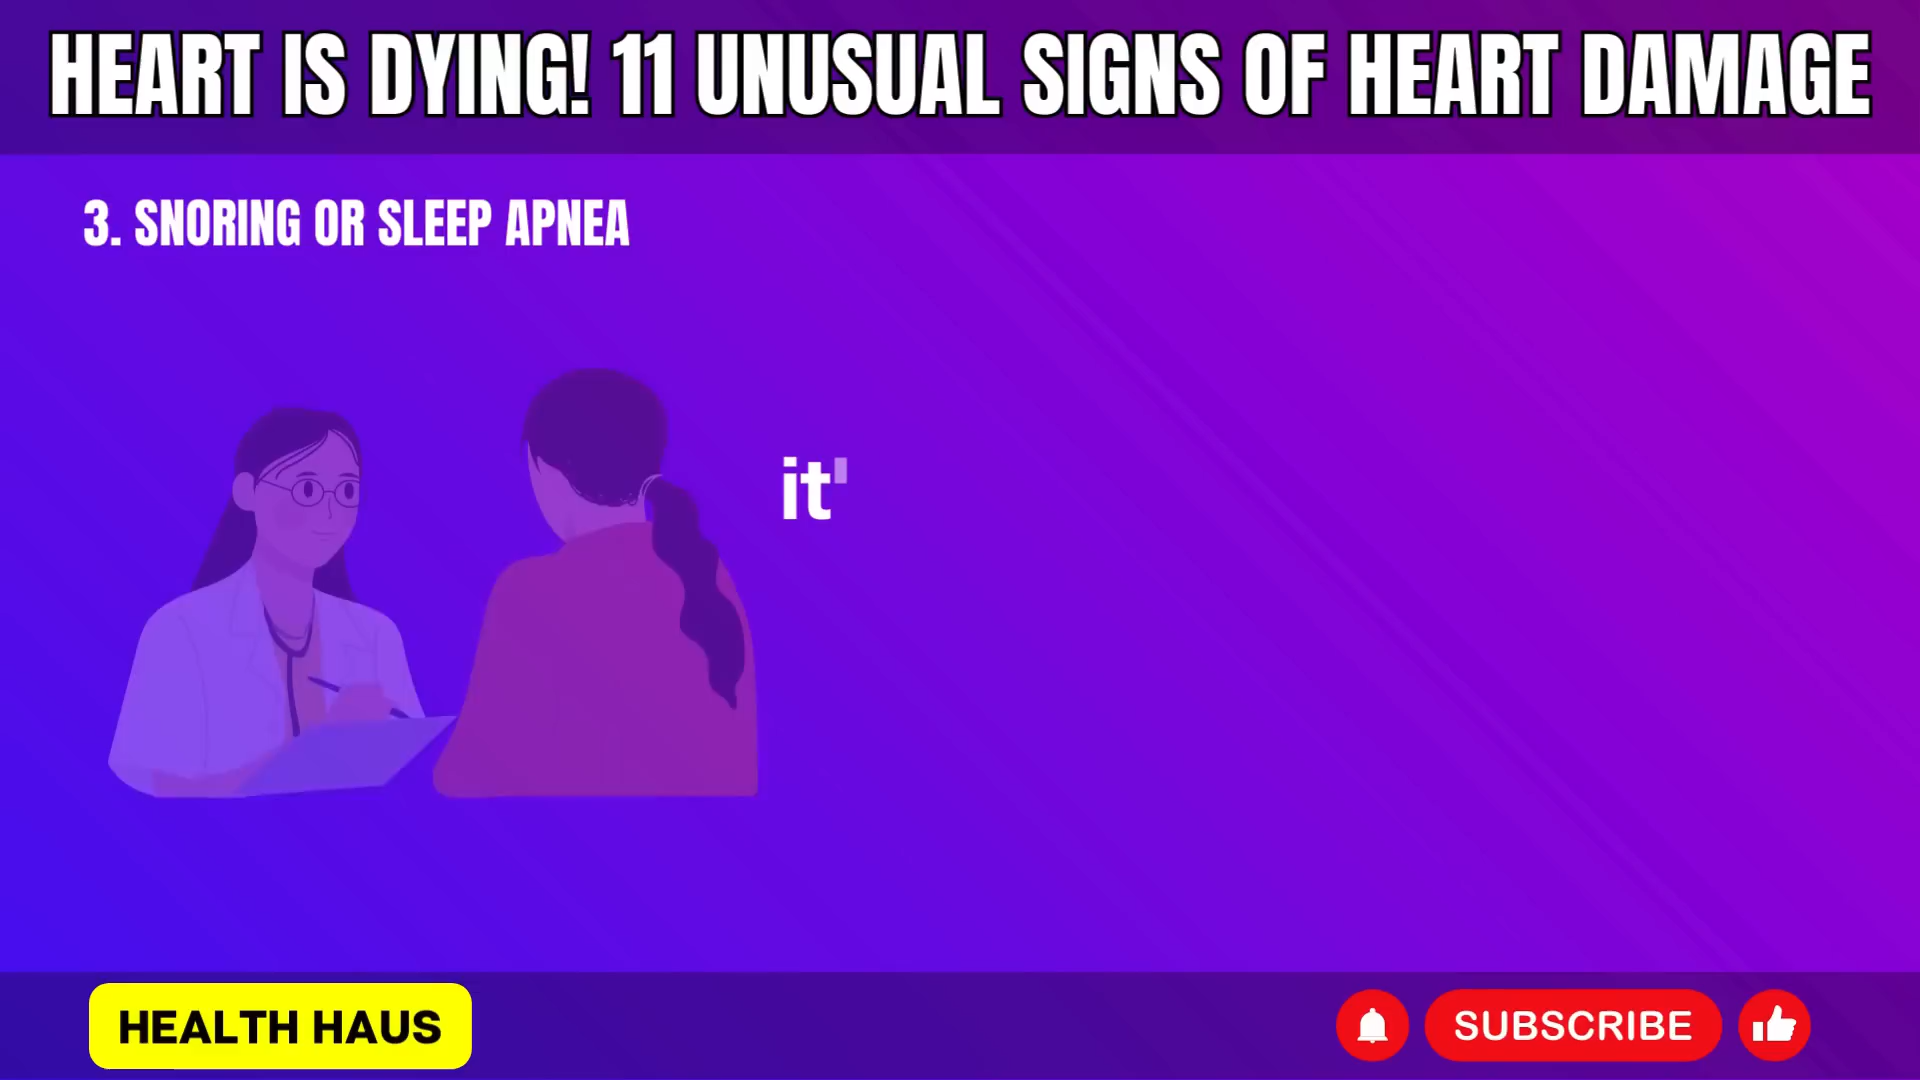 HEART IS DYING! 11 UNUSUAL SIGNS OF HEART DAMAGE
3. SNORING OR SLEEP APNEA
it'
HEALTH HAUS
SUBSCRIBE